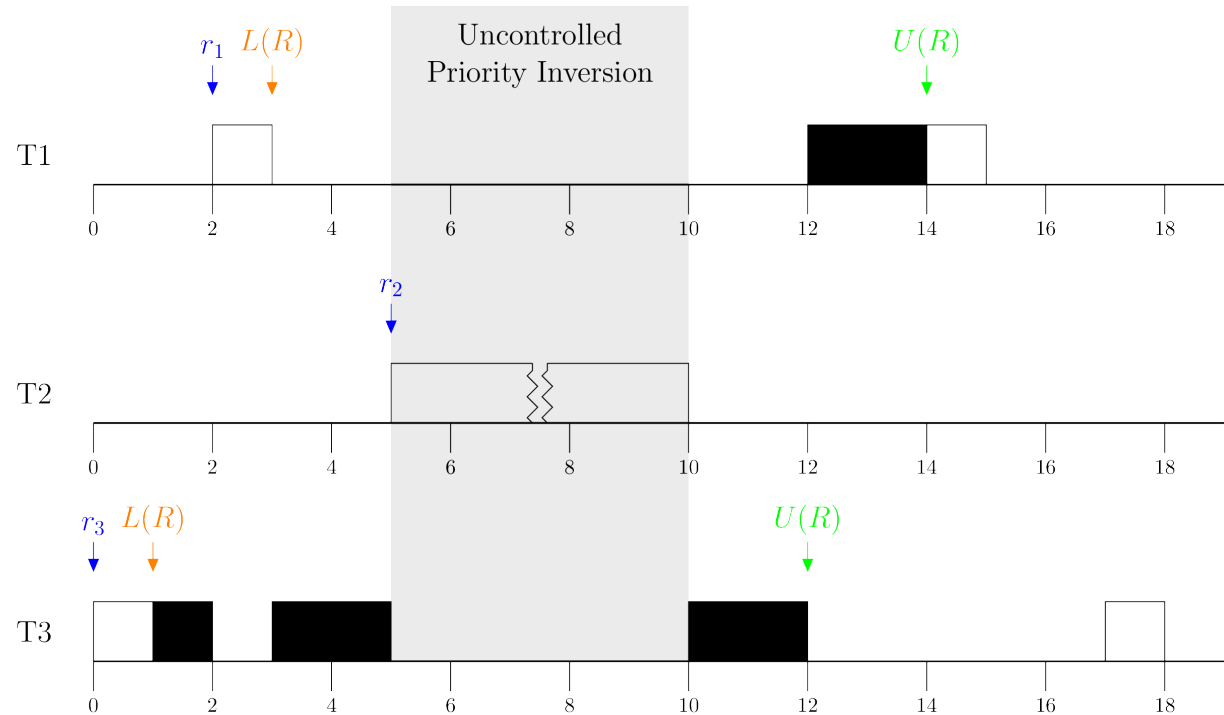 Uncontrolled
Priority Inversion
r1 L(R) U(R)
T1
0 2 4 6 8 10 12 14 16 18
r2
T2
0 2 4 6 8 10 12 14 16 18
r3 L(R) U(R)
T3
0 2 4 6 8 10 12 14 16 18